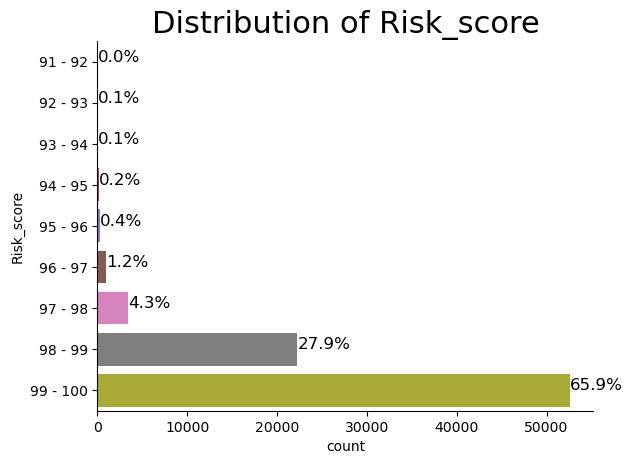 Distribution of Risk_score
91 - 92 0.0%
92 - 93 0.1%
93 - 94 0.1%
94 - 95 0.2%
95 - 96 0.4%
96 - 97 1.2%
97 - 98 4.3%
98 - 99 27.9%
99 - 100 65.9%
Risk_score
0 10000 20000 30000 40000 50000
count